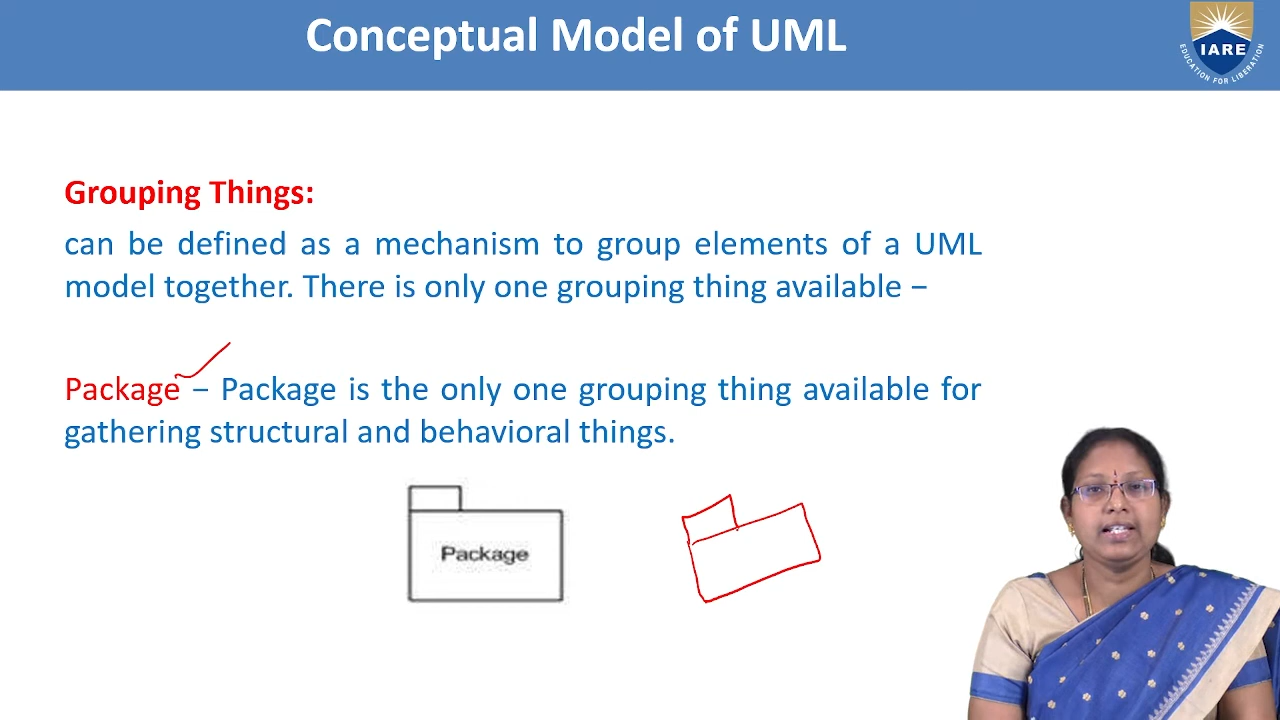 Conceptual Model of UML
IARE
EDUCATION FOR LIBERATION
Grouping Things:
can be defined as a mechanism to group elements of a UML
model together. There is only one grouping thing available −
Package − Package is the only one grouping thing available for
gathering structural and behavioral things.
Package